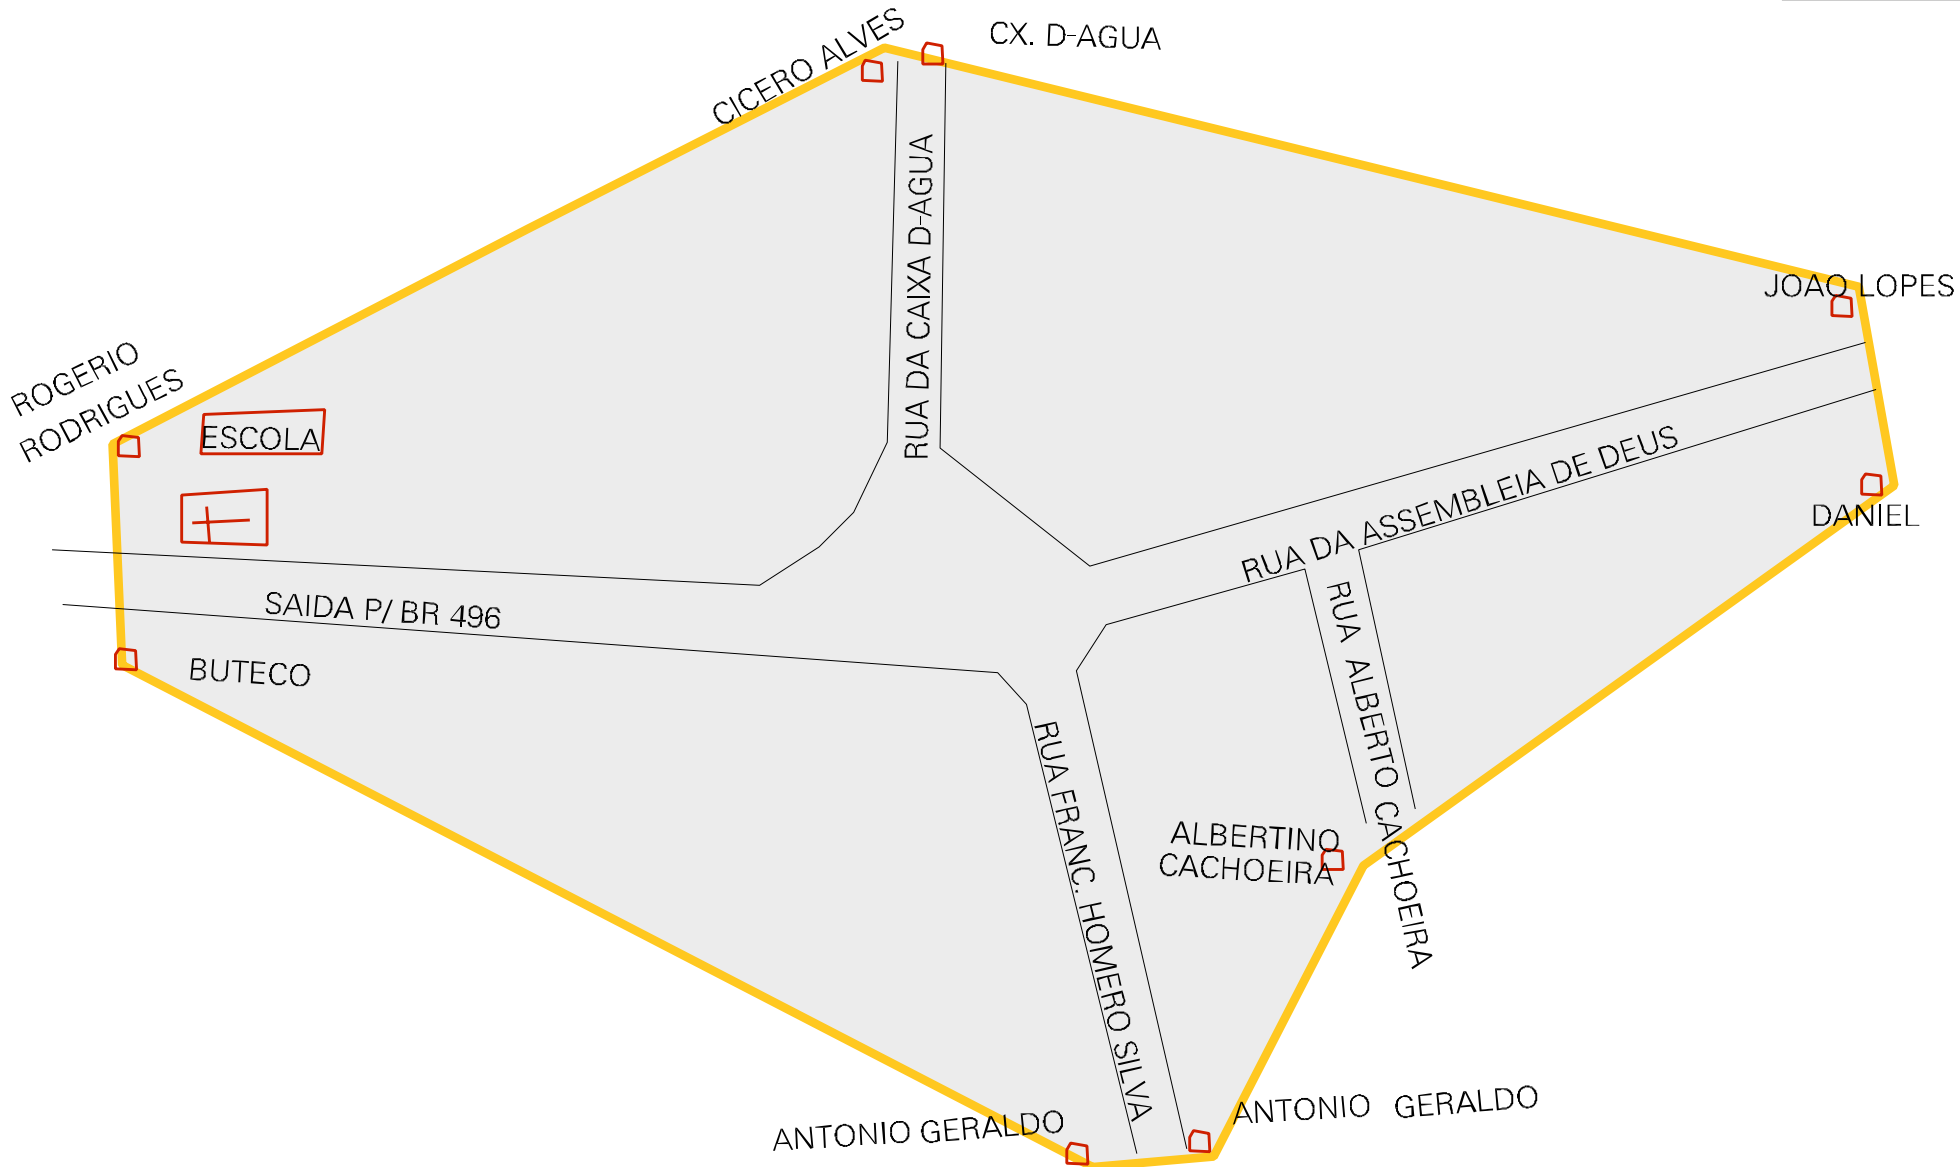 CICERO ALVES
CX. D-AGUA
RUA DA CAIXA D-AGUA
JOAO LOPES
ROGERIO
RODRIGUES
ESCOLA
RUA DA ASSEMBLEIA DE DEUS
DANIEL
SAIDA P/ BR 496
RUA ALBERTO CACHOEIRA
BUTECO
RUA FRANC. HOMERO SILVA
ALBERTINO
CACHOEIRA
ANTONIO GERALDO
ANTONIO GERALDO